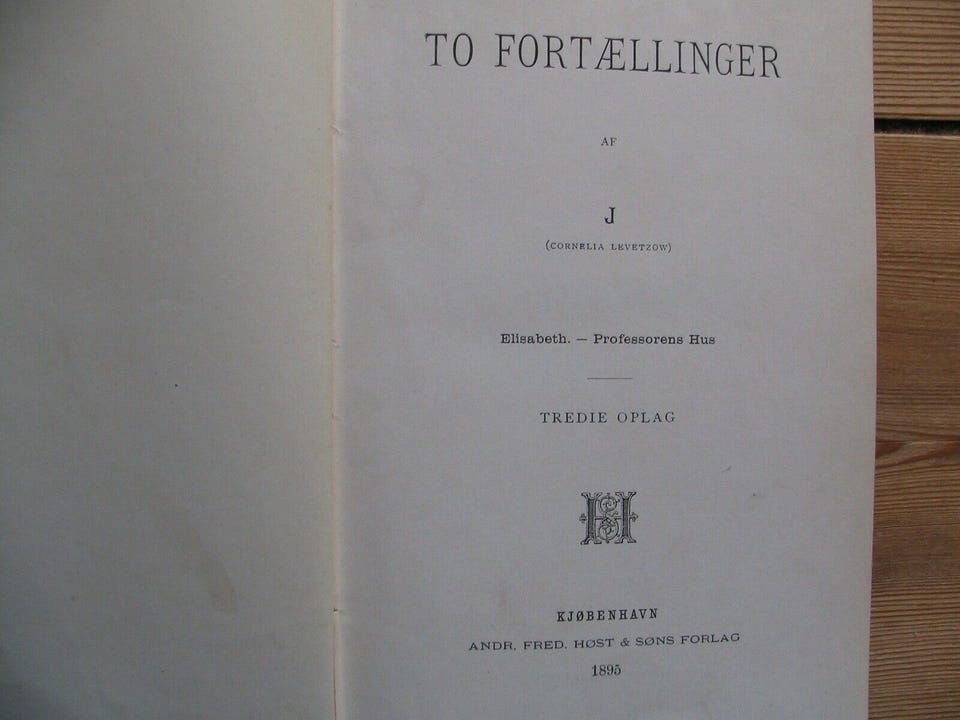 TO FORTÆLLINGER
AF
J
(CORNELIA LEVETZOW)
Elisabeth. — Professorens Hus
TREDIE OPLAG
H
KJØBENHAVN
ANDR. FRED. HØST & SØNS FORLAG
1895